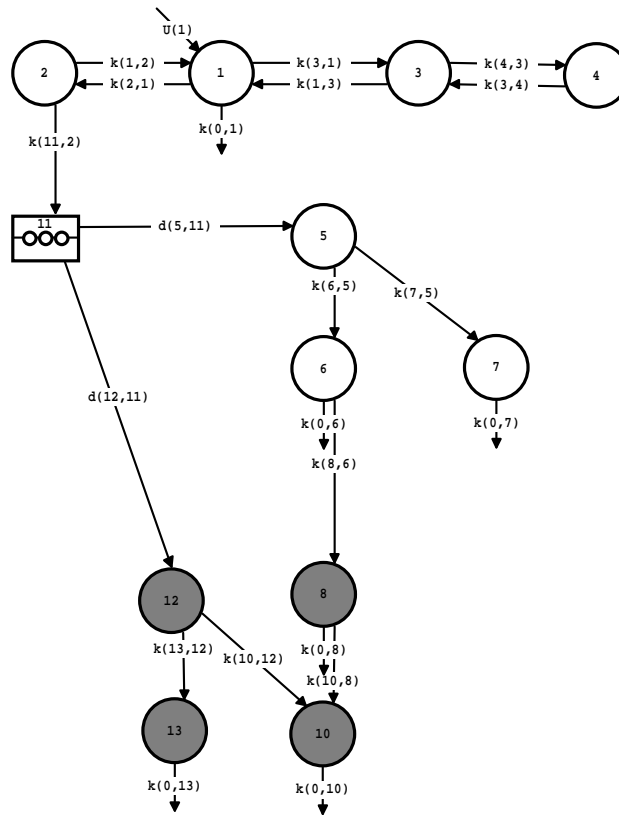 U(1)
2
k(1,2)
1
k(3,1)
3
k(4,3)
4
k(2,1)
k(1,3)
k(3,4)
k(0,1)
k(11,2)
11
d(5,11)
5
k(6,5)
k(7,5)
6
7
d(12,11)
k(0,6)
k(0,7)
k(8,6)
12
8
k(13,12)
k(10,12)
k(0,8)
k(10,8)
13
10
k(0,13)
k(0,10)